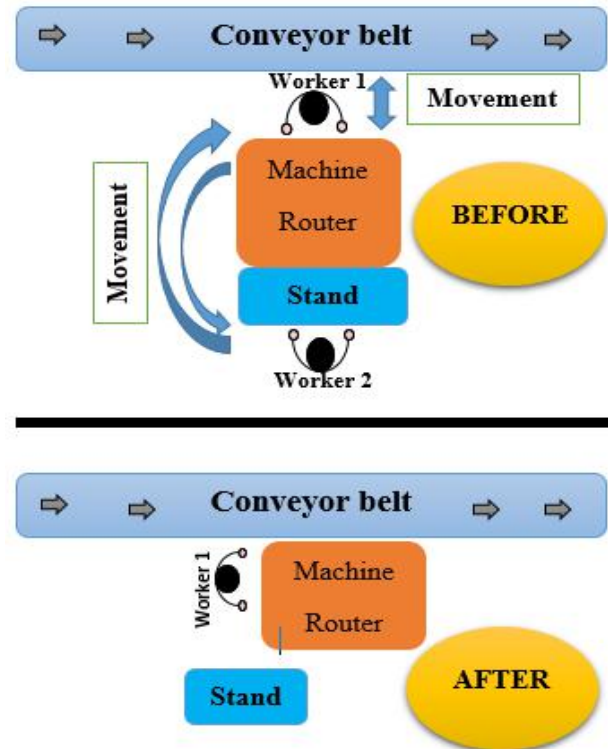 Conveyor belt
Worker 1
Movement
Machine
Router
Movement
BEFORE
Stand
Worker 2
Conveyor belt
Worker 1
Machine
Router
Stand
AFTER